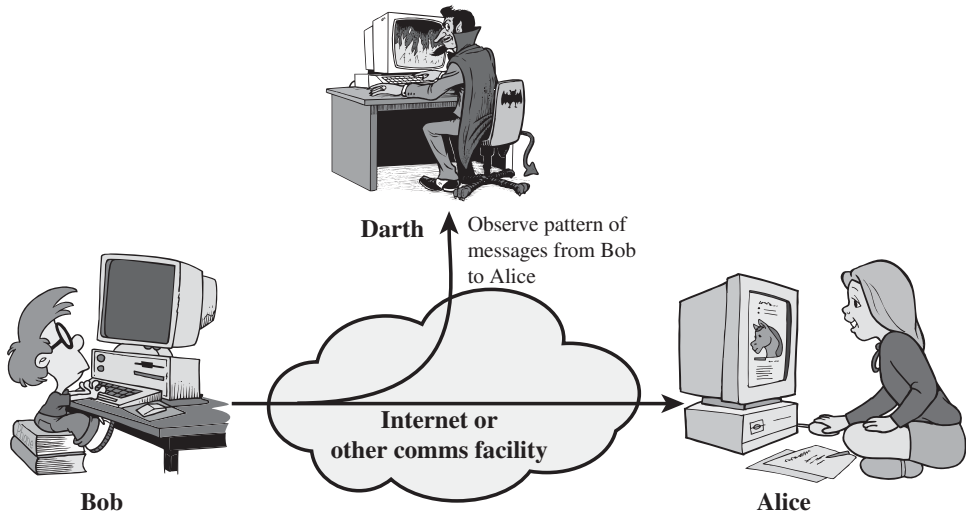 Darth
Observe pattern of
messages from Bob
to Alice
Internet or
other comms facility
Bob
Alice